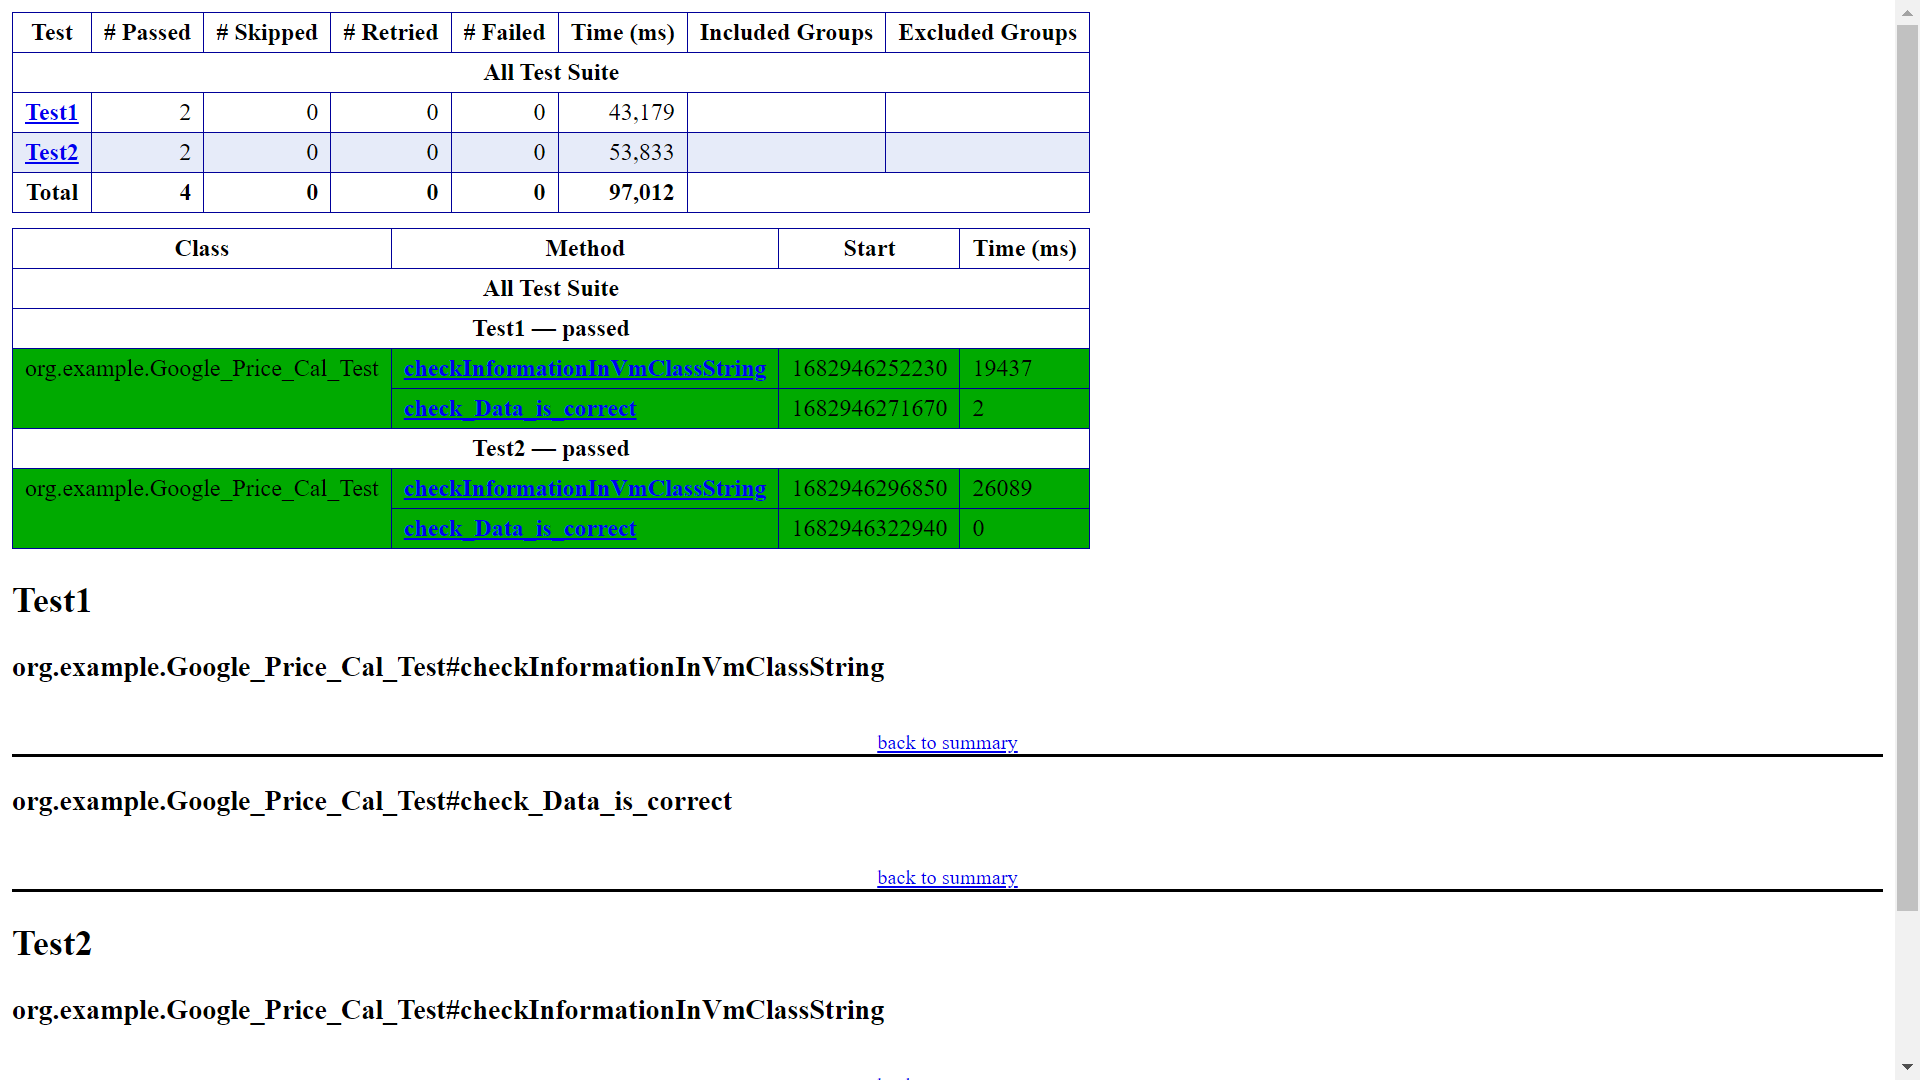 Test # Passed # Skipped # Retried # Failed Time (ms) Included Groups Excluded Groups
All Test Suite
Test1 2 0 0 0 43,179
Test2 2 0 0 0 53,833
Total 4 0 0 0 97,012
Class Method Start Time (ms)
All Test Suite
Test1 — passed
org.example.Google_Price_Cal_Test checkInformationInVmClassString 1682946252230 19437
check_Data_is_correct 1682946271670 2
Test2 — passed
org.example.Google_Price_Cal_Test checkInformationInVmClassString 1682946296850 26089
check_Data_is_correct 1682946322940 0
Test1
org.example.Google_Price_Cal_Test#checkInformationInVmClassString
back to summary
org.example.Google_Price_Cal_Test#check_Data_is_correct
back to summary
Test2
org.example.Google_Price_Cal_Test#checkInformationInVmClassString